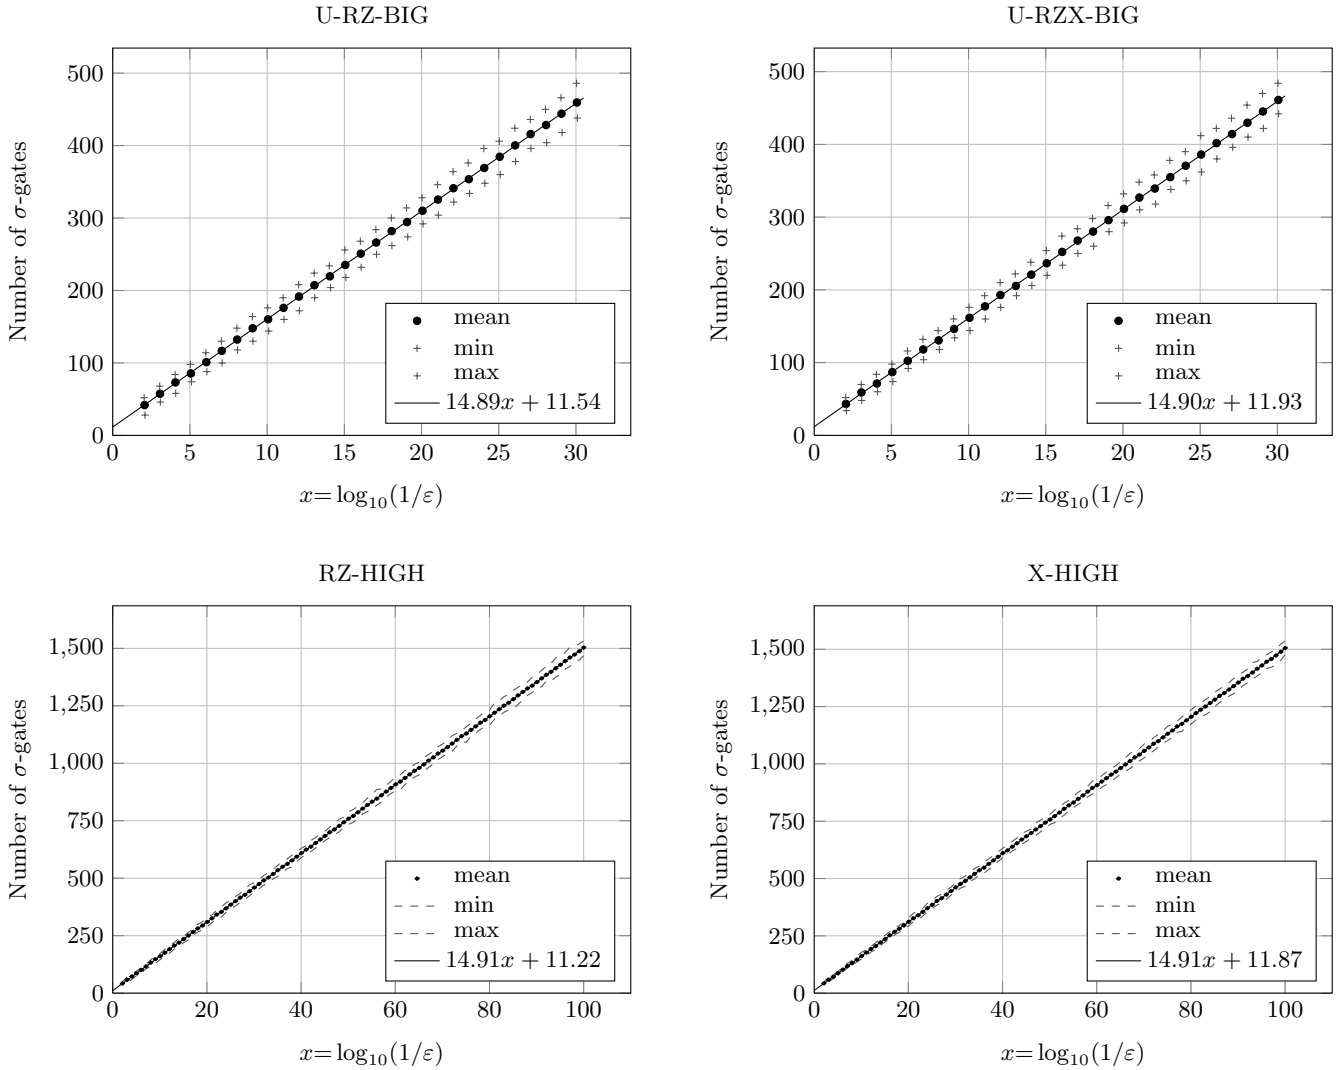 U-RZ-BIG
500
400
300
200
100
0
0 5 10 15 20 25 30
Number of σ-gates
x=log₁₀(1/ε)
mean
min
max
14.89x + 11.54
U-RZX-BIG
500
400
300
200
100
0
0 5 10 15 20 25 30
Number of σ-gates
x=log₁₀(1/ε)
mean
min
max
14.90x + 11.93
RZ-HIGH
1,500
1,250
1,000
750
500
250
0
0 20 40 60 80 100
Number of σ-gates
x=log₁₀(1/ε)
mean
min
max
14.91x + 11.22
X-HIGH
1,500
1,250
1,000
750
500
250
0
0 20 40 60 80 100
Number of σ-gates
x=log₁₀(1/ε)
mean
min
max
14.91x + 11.87